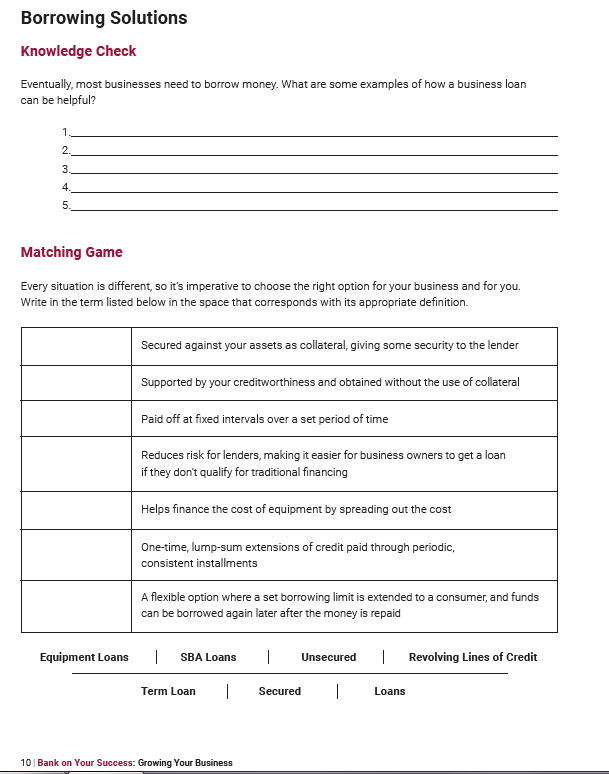 Borrowing Solutions
Knowledge Check
Eventually, most businesses need to borrow money. What are some examples of how a business loan
can be helpful?
1.
2.
3.
4.
5.
Matching Game
Every situation is different, so it's imperative to choose the right option for your business and for you.
Write in the term listed below in the space that corresponds with its appropriate definition.
Secured against your assets as collateral, giving some security to the lender
Supported by your creditworthiness and obtained without the use of collateral
Paid off at fixed intervals over a set period of time
Reduces risk for lenders, making it easier for business owners to get a loan
if they don't qualify for traditional financing
Helps finance the cost of equipment by spreading out the cost
One-time, lump-sum extensions of credit paid through periodic,
consistent installments
A flexible option where a set borrowing limit is extended to a consumer, and funds
can be borrowed again later after the money is repaid
Equipment Loans | SBA Loans | Unsecured | Revolving Lines of Credit
Term Loan | Secured | Loans
10 | Bank on Your Success: Growing Your Business